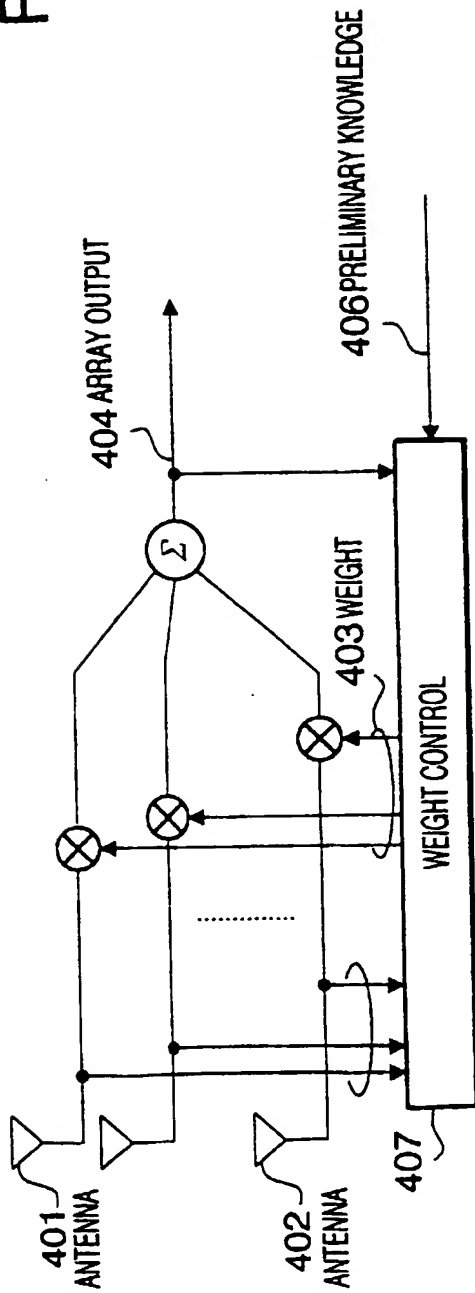 401
ANTENNA
402
ANTENNA
407
WEIGHT CONTROL
403 WEIGHT
Σ
404 ARRAY OUTPUT
406 PRELIMINARY KNOWLEDGE